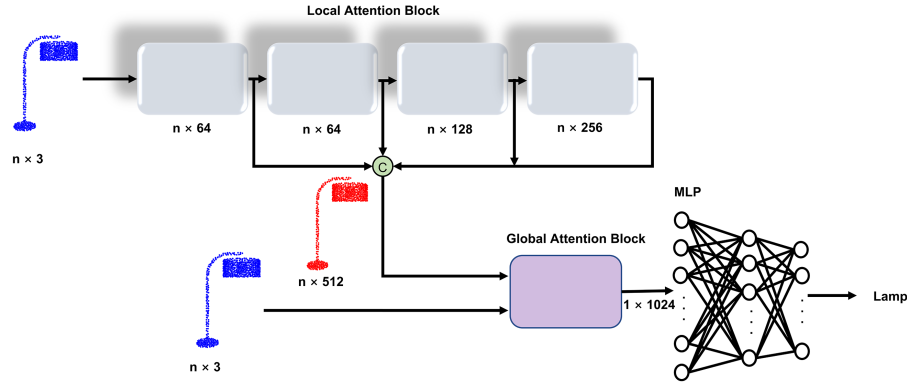 Local Attention Block
n × 64
n × 64
n × 128
n × 256
n × 3
C
MLP
Global Attention Block
n × 512
1 × 1024
Lamp
n × 3